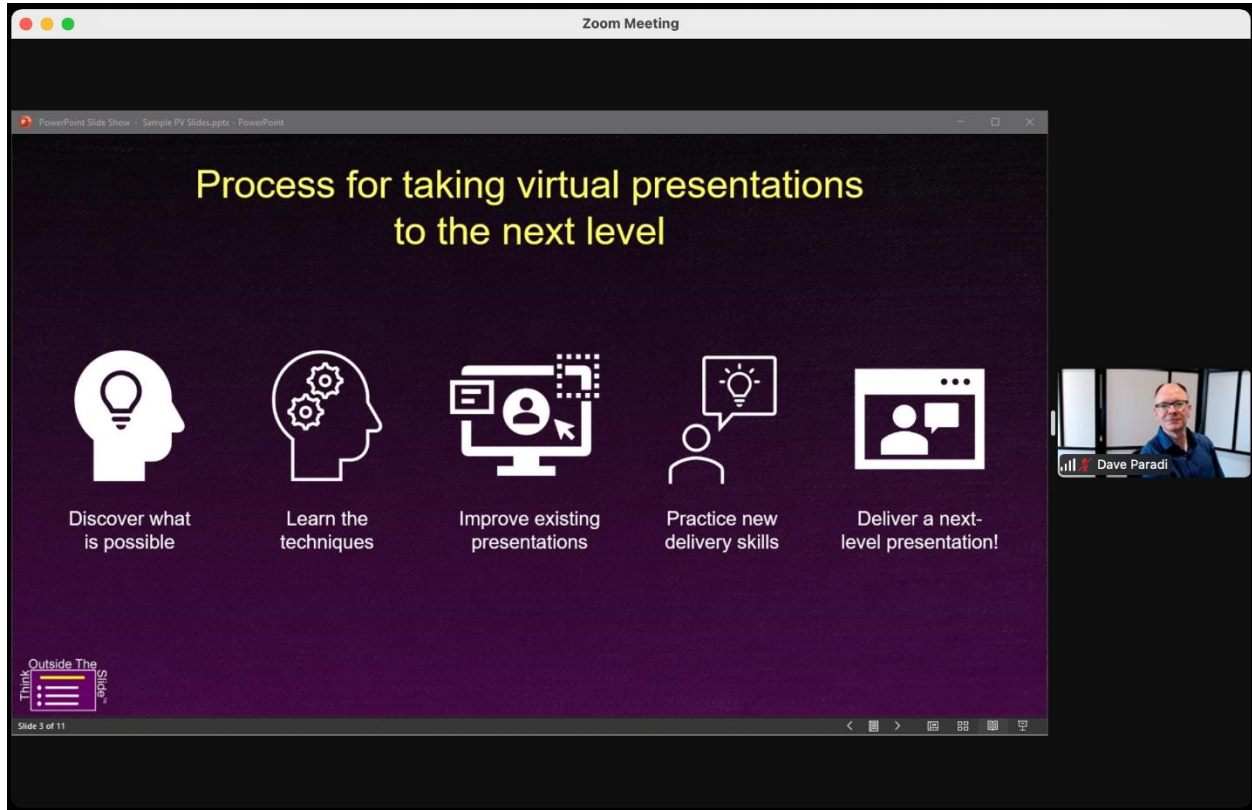 Zoom Meeting
PowerPoint Slide Show - Sample PV Slides.pptx - PowerPoint
Process for taking virtual presentations
to the next level
Discover what
is possible
Learn the
techniques
Improve existing
presentations
Practice new
delivery skills
Deliver a next-
level presentation!
Dave Paradi
Think
Outside The
Slide™
Slide 3 of 11